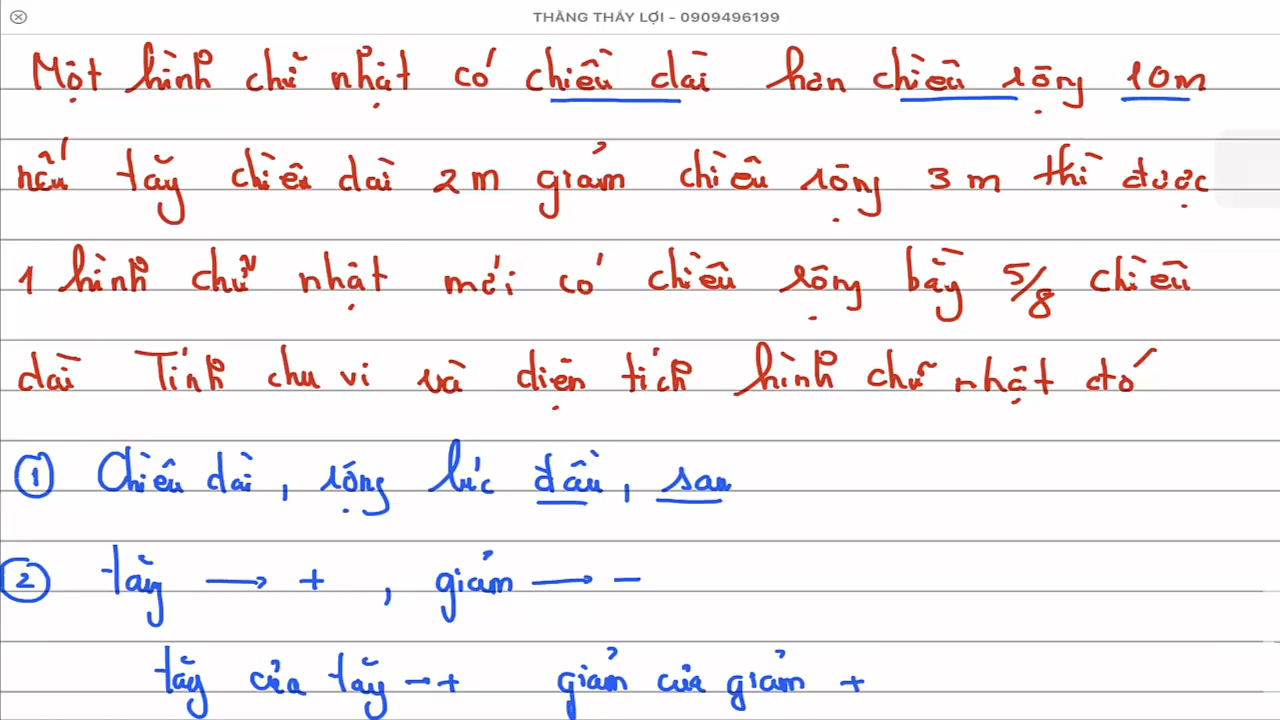 THẮNG THẦY LỢI - 0909496199
Một hình chữ nhật có chiều dài hơn chiều rộng 10m
nếu tăng chiều dài 2m giảm chiều rộng 3m thì được
1 hình chữ nhật mới có chiều rộng bằng 5/8 chiều
dài Tính chu vi và diện tích hình chữ nhật đó
① Chiều dài, rộng lúc đầu, sau
② tăng → + , giảm → -
tăng của tăng → + giảm của giảm +